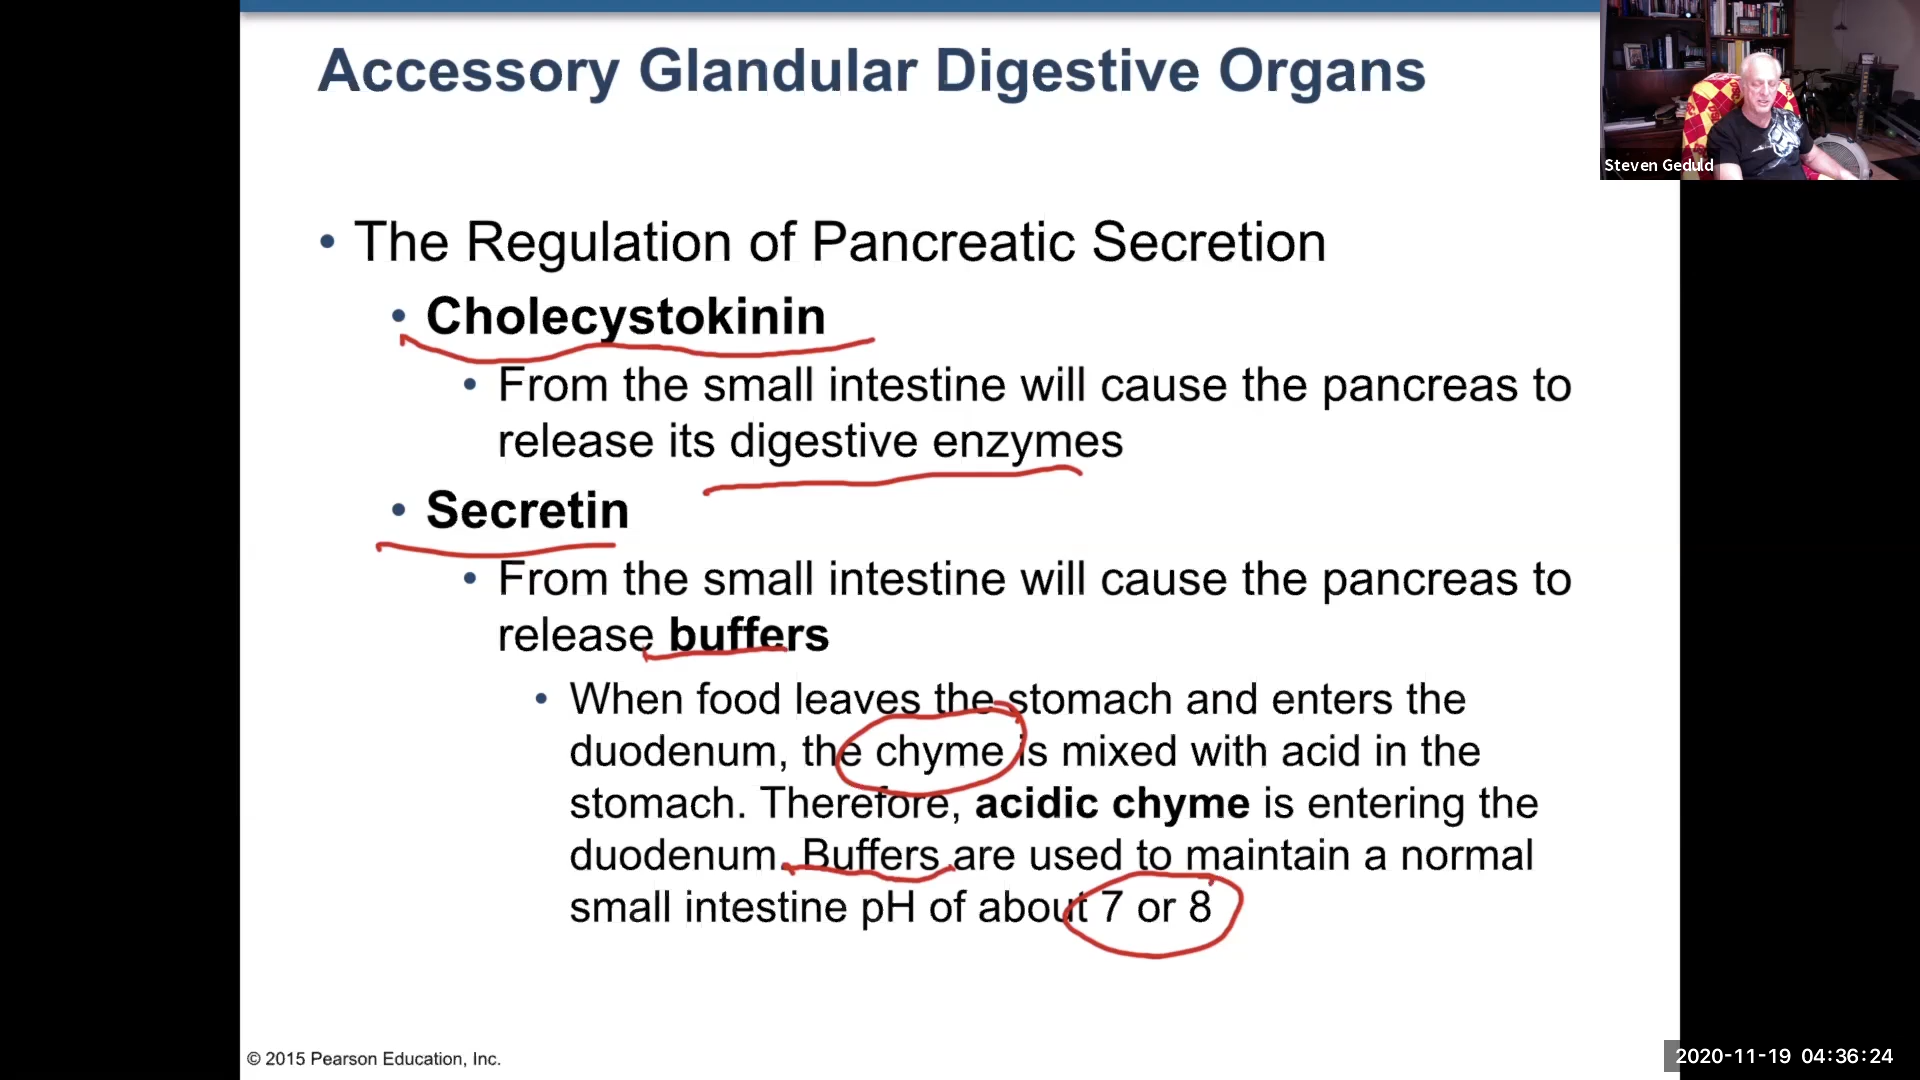 Accessory Glandular Digestive Organs
Steven Geduld
• The Regulation of Pancreatic Secretion
• Cholecystokinin
• From the small intestine will cause the pancreas to
release its digestive enzymes
• Secretin
• From the small intestine will cause the pancreas to
release buffers
• When food leaves the stomach and enters the
duodenum, the chyme is mixed with acid in the
stomach. Therefore, acidic chyme is entering the
duodenum. Buffers are used to maintain a normal
small intestine pH of about 7 or 8
© 2015 Pearson Education, Inc.
2020-11-19 04:36:24